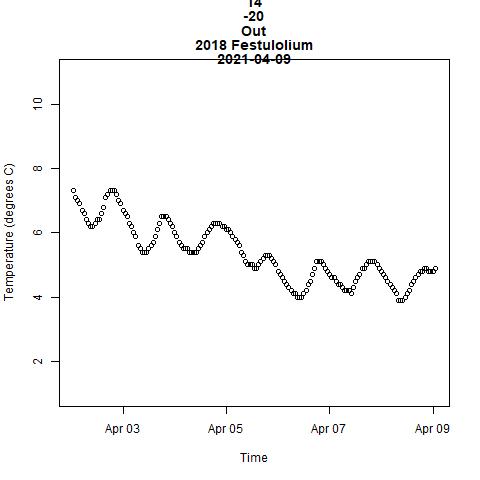 14
-20
Out
2018 Festulolium
2021-04-09
10
8
6
4
2
Temperature (degrees C)
Apr 03
Apr 05
Apr 07
Apr 09
Time